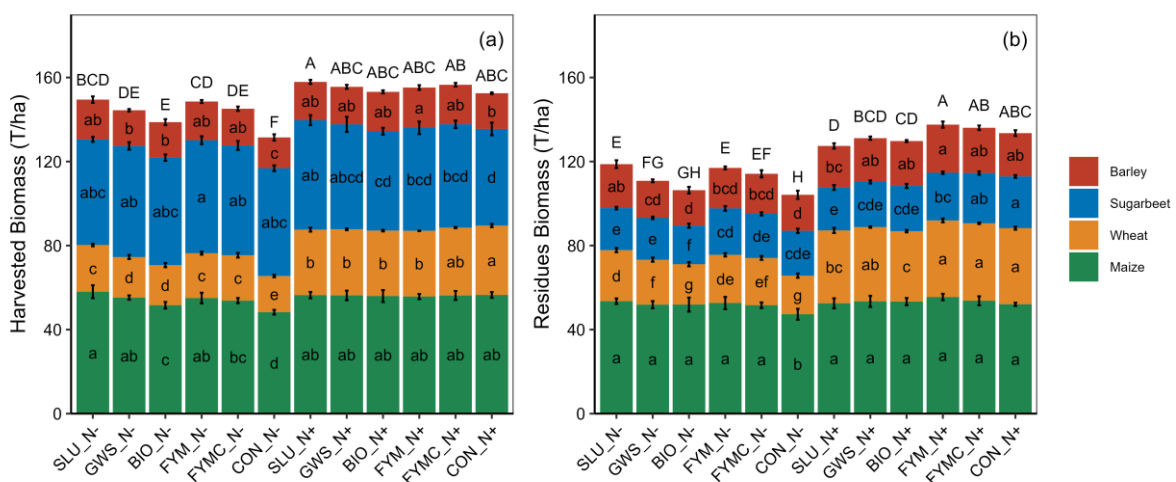 (a)
Harvested Biomass (T/ha)
160
120
80
40
0
BCD DE E CD DE F A ABC ABC ABC AB ABC
ab b b ab ab c ab ab ab a ab b
abc ab abc a ab abc ab abcd cd bcd bcd d
c d d c c e b b b b ab a
a ab c ab bc d ab ab ab ab ab ab
SLU_N- GWS_N- BIO_N- FYM_N- FYMC_N- CON_N- SLU_N+ GWS_N+ BIO_N+ FYM_N+ FYMC_N+ CON_N+
(b)
Residues Biomass (T/ha)
160
120
80
40
0
E FG GH E EF H D BCD CD A AB ABC
ab cd d bcd bcd d bc ab ab a ab ab
e e f cd de cde e cde cde bc ab a
d f g de ef g bc ab c a a a
a a a a a b a a a a a a
SLU_N- GWS_N- BIO_N- FYM_N- FYMC_N- CON_N- SLU_N+ GWS_N+ BIO_N+ FYM_N+ FYMC_N+ CON_N+
Barley
Sugarbeet
Wheat
Maize